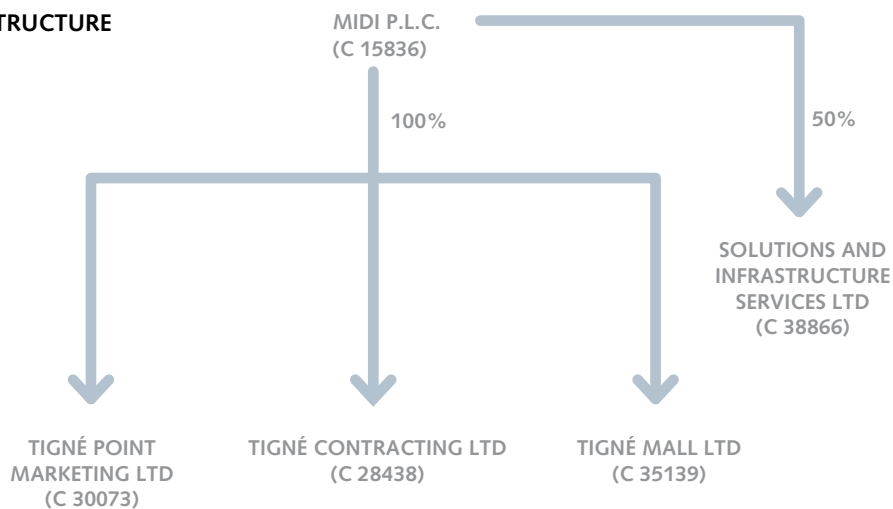 TRUCTURE
MIDI P.L.C.
(C 15836)
100%
50%
SOLUTIONS AND
INFRASTRUCTURE
SERVICES LTD
(C 38866)
TIGNÉ POINT
MARKETING LTD
(C 30073)
TIGNÉ CONTRACTING LTD
(C 28438)
TIGNÉ MALL LTD
(C 35139)